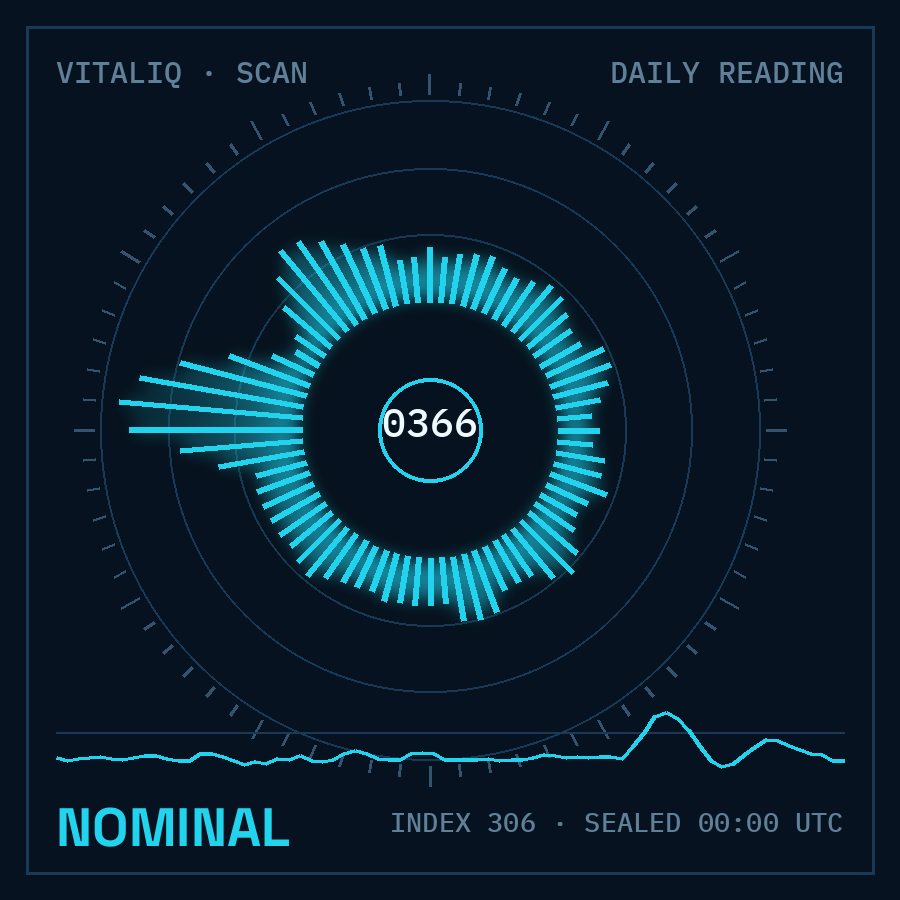 VITALIQ · SCAN
DAILY READING
0366
NOMINAL
INDEX 306 · SEALED 00:00 UTC